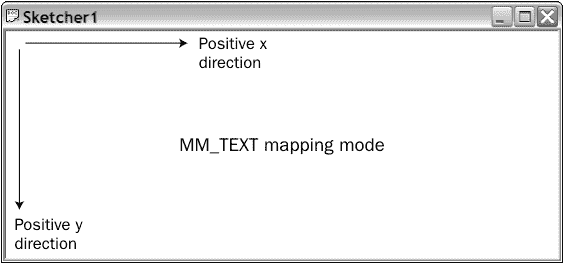 Sketcher1
Positive x
direction
MM_TEXT mapping mode
Positive y
direction